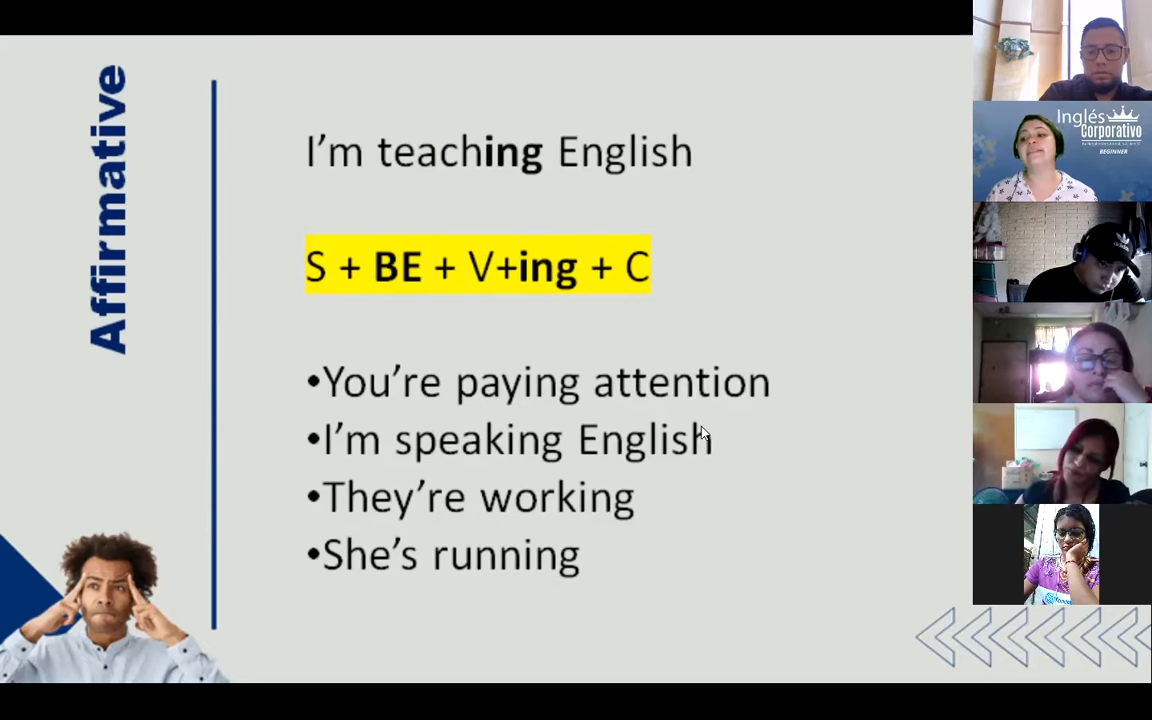 Affirmative
I'm teaching English
S + BE + V+ing + C
•You're paying attention
•I'm speaking English
•They're working
•She's running
Inglés
Corporativo
BEGINNER